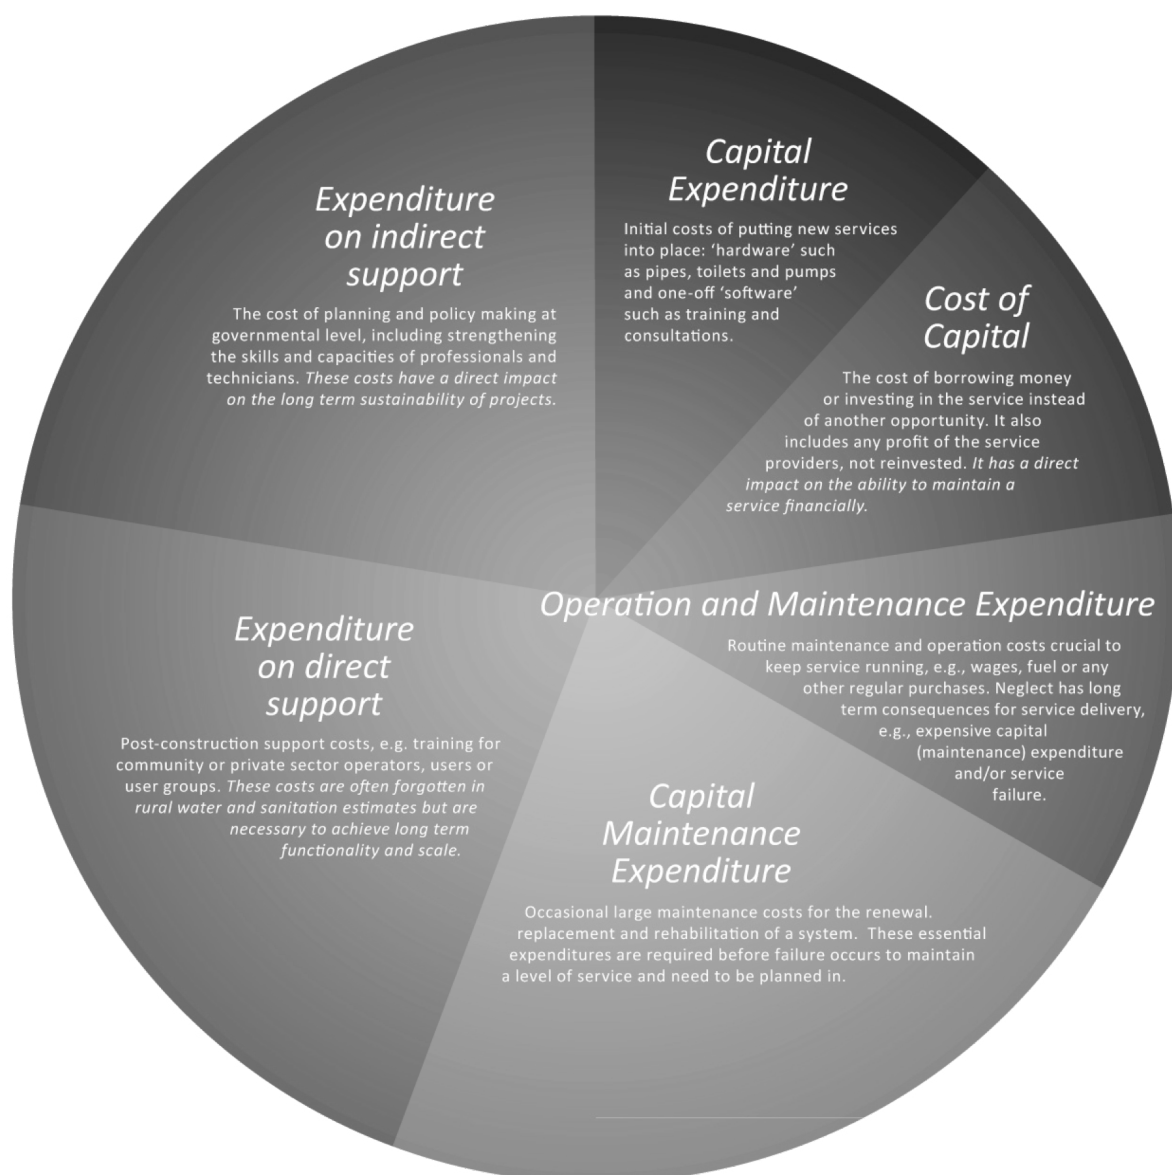 Capital
Expenditure
Initial costs of putting new services
into place: ‘hardware’ such
as pipes, toilets and pumps
and one-off ‘software’
such as training and
consultations.
Cost of
Capital
The cost of borrowing money
or investing in the service instead
of another opportunity. It also
includes any profit of the service
providers, not reinvested. It has a direct
impact on the ability to maintain a
service financially.
Operation and Maintenance Expenditure
Routine maintenance and operation costs crucial to
keep service running, e.g., wages, fuel or any
other regular purchases. Neglect has long
term consequences for service delivery,
e.g., expensive capital
(maintenance) expenditure
and/or service
failure.
Capital
Maintenance
Expenditure
Occasional large maintenance costs for the renewal.
replacement and rehabilitation of a system.  These essential
expenditures are required before failure occurs to maintain
a level of service and need to be planned in.
Expenditure
on direct
support
Post-construction support costs, e.g. training for
community or private sector operators, users or
user groups. These costs are often forgotten in
rural water and sanitation estimates but are
necessary to achieve long term
functionality and scale.
Expenditure
on indirect
support
The cost of planning and policy making at
governmental level, including strengthening
the skills and capacities of professionals and
technicians. These costs have a direct impact
on the long term sustainability of projects.